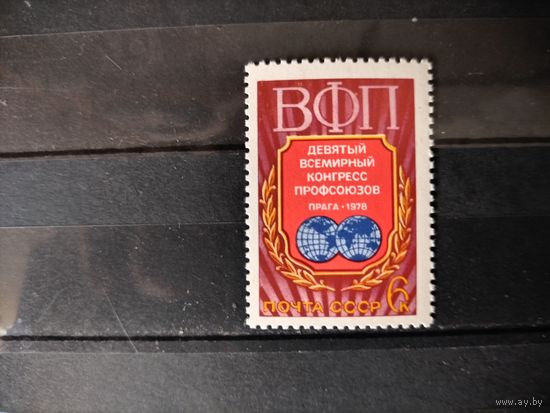 ВФП
ДЕВЯТЫЙ
ВСЕМИРНЫЙ
КОНГРЕСС
ПРОФСОЮЗОВ
ПРАГА • 1978
ПОЧТА СССР 6К
www.ay.by